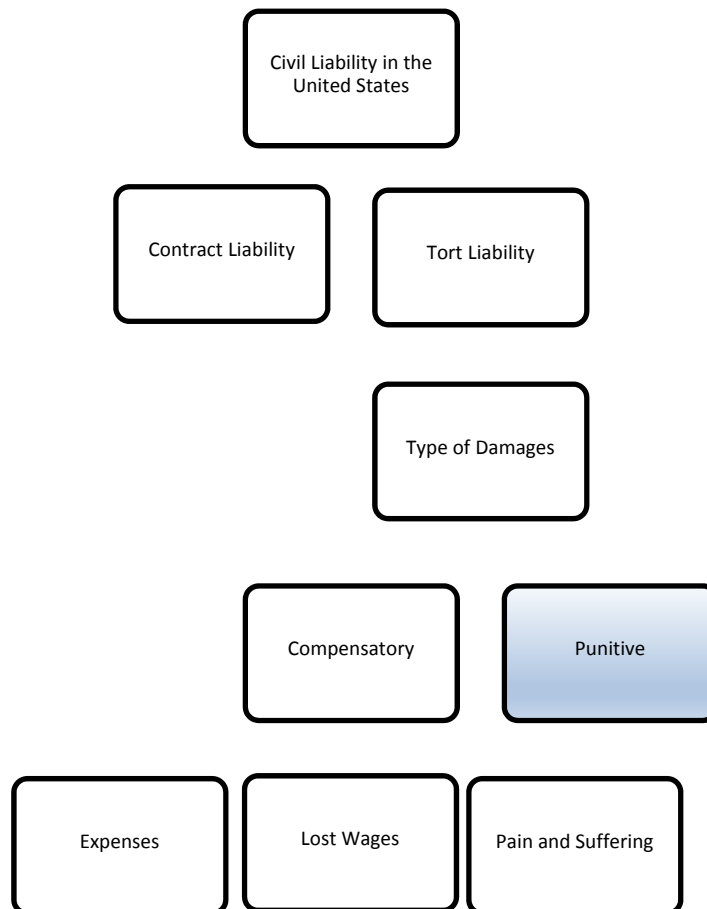 Civil Liability in the
United States
Contract Liability
Tort Liability
Type of Damages
Compensatory
Punitive
Expenses
Lost Wages
Pain and Suffering